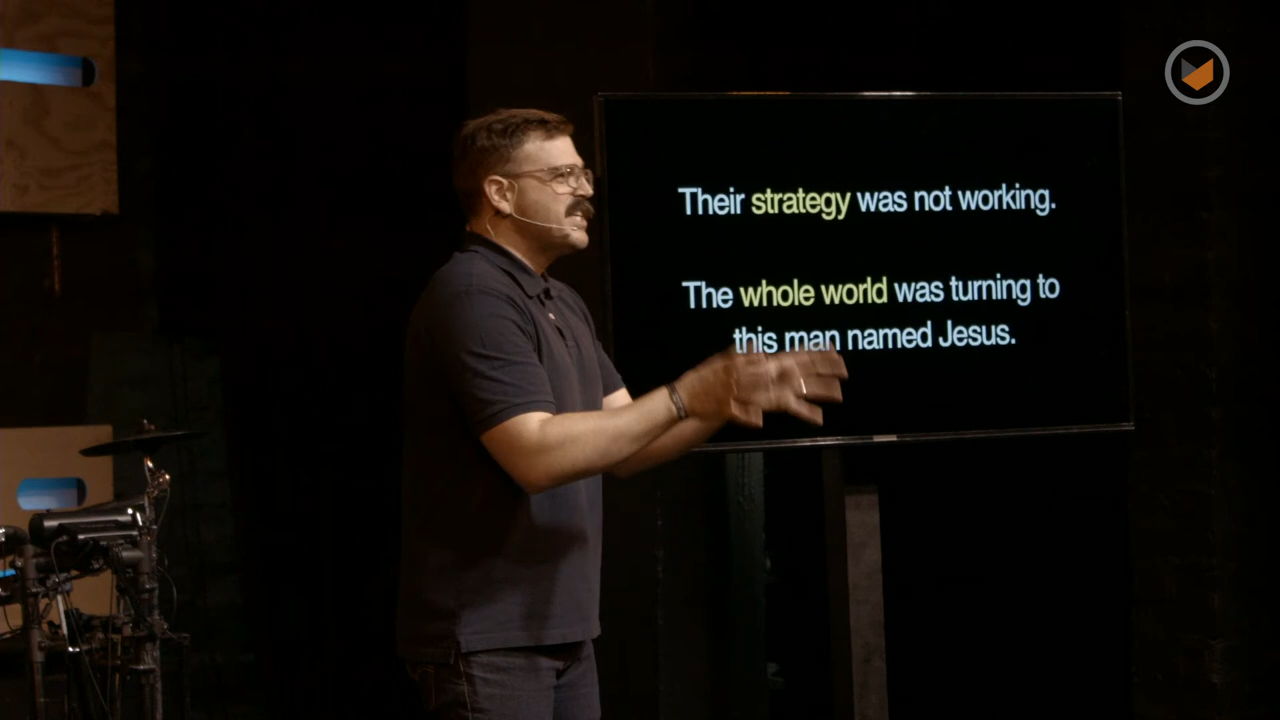 Their strategy was not working.
The whole world was turning to
this man named Jesus.